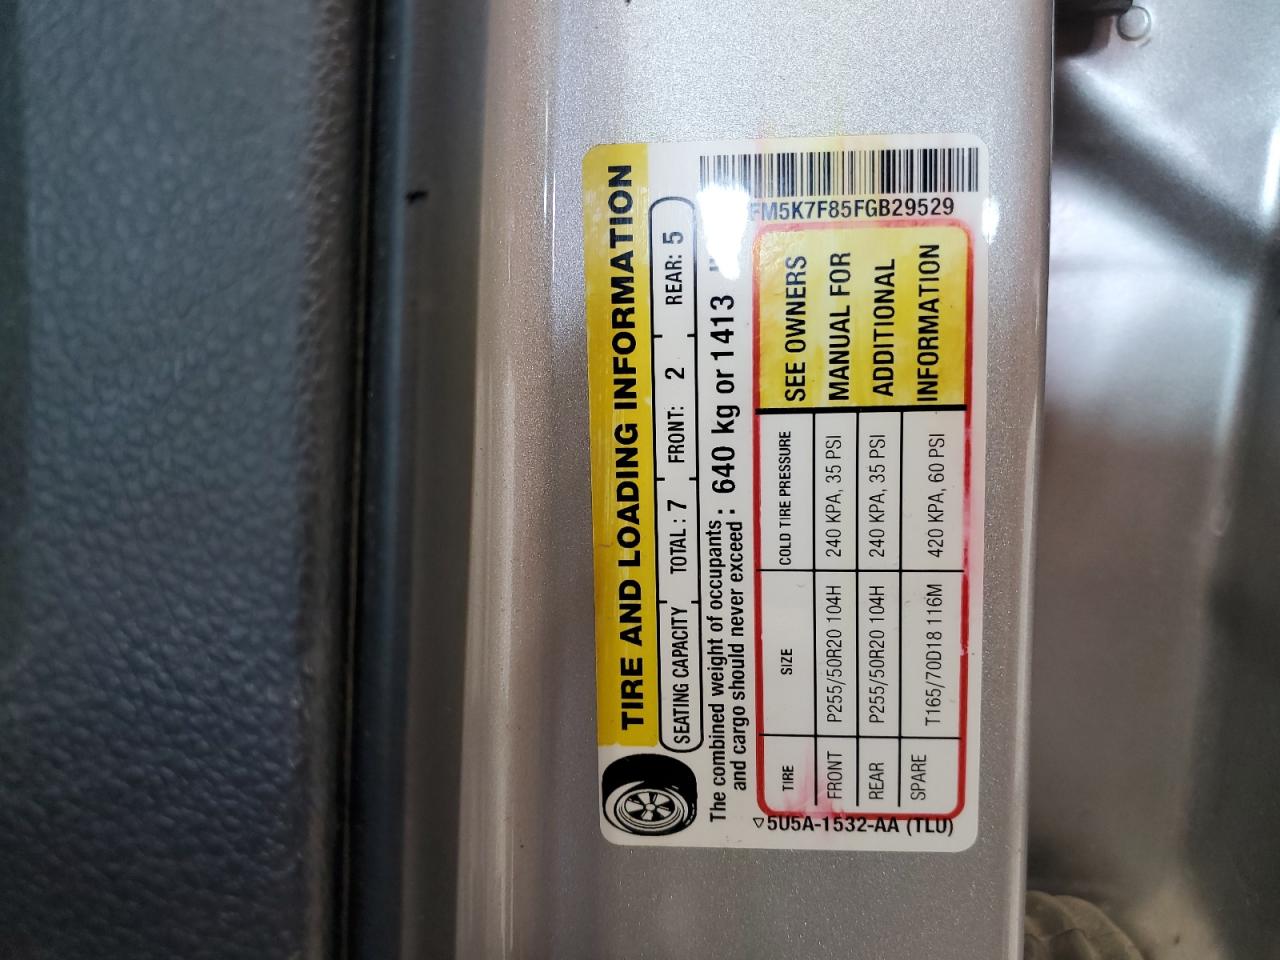 TIRE AND LOADING INFORMATION
SEATING CAPACITY TOTAL : 7 FRONT: 2 REAR: 5
The combined weight of occupants
and cargo should never exceed : 640 kg or 1413
TIRE SIZE COLD TIRE PRESSURE SEE OWNERS
FRONT P255/50R20 104H 240 KPA, 35 PSI MANUAL FOR
REAR P255/50R20 104H 240 KPA, 35 PSI ADDITIONAL
SPARE T165/70D18 116M 420 KPA, 60 PSI INFORMATION
5U5A-1532-AA (TLU)
FM5K7F85FGB29529